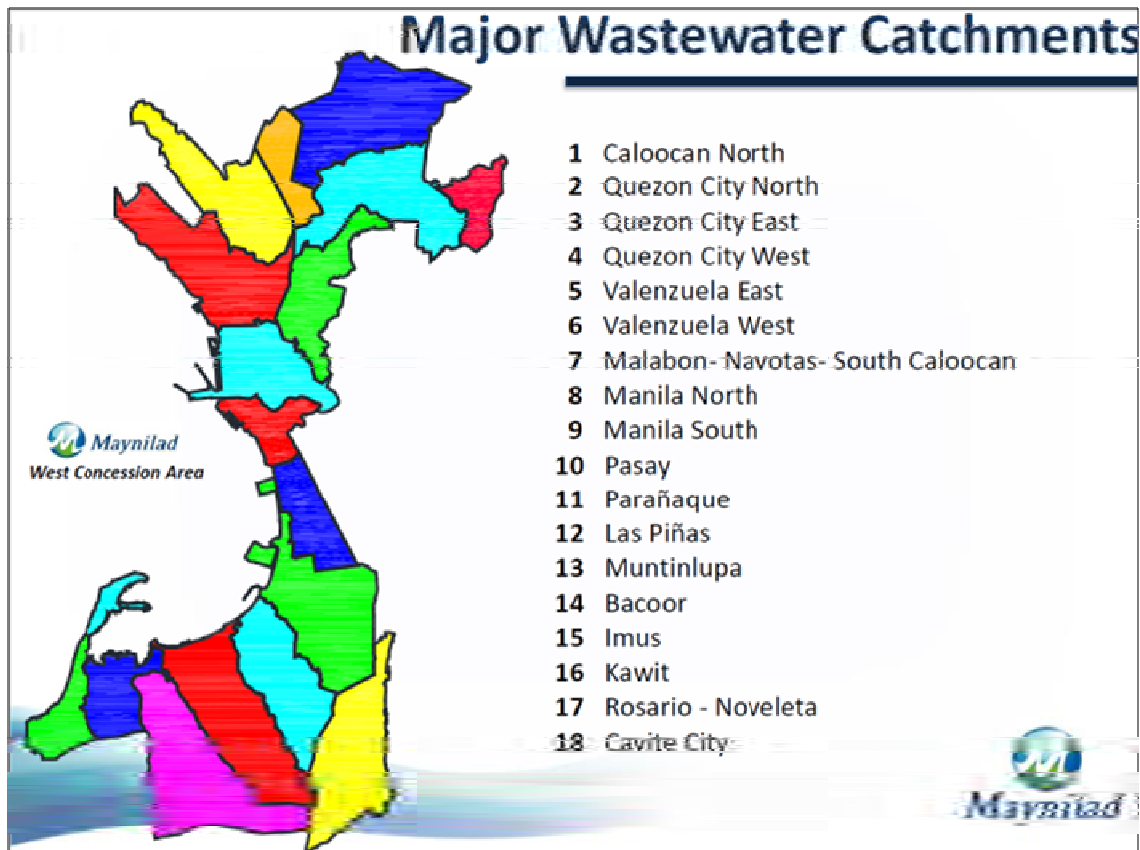 Major Wastewater Catchments
1 Caloocan North
2 Quezon City North
3 Quezon City East
4 Quezon City West
5 Valenzuela East
6 Valenzuela West
7 Malabon- Navotas- South Caloocan
8 Manila North
9 Manila South
Maynilad
West Concession Area
10 Pasay
11 Parañaque
12 Las Piñas
13 Muntinlupa
14 Bacoor
15 Imus
16 Kawit
17 Rosario - Noveleta
18 Cavite City
Maynilad